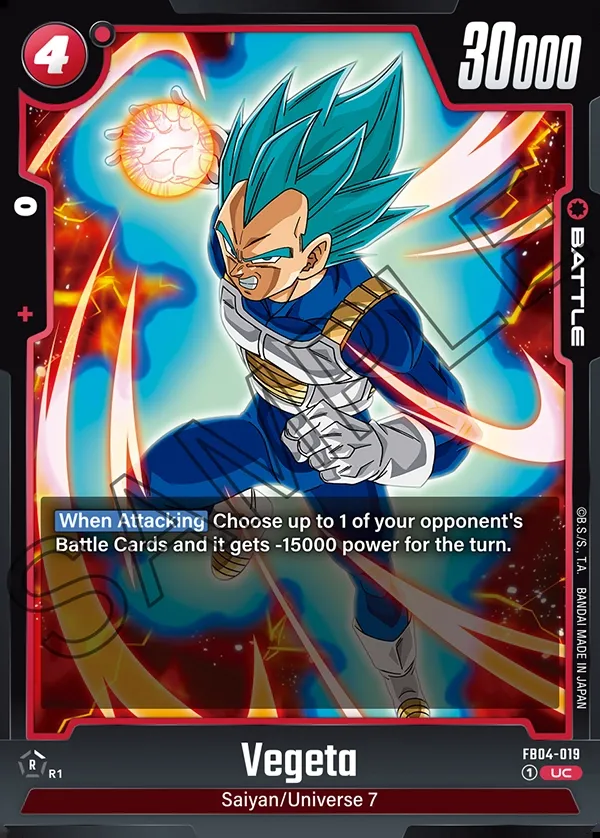 4
30000
0
+
BATTLE
SAMPLE
When Attacking Choose up to 1 of your opponent's
Battle Cards and it gets -15000 power for the turn.
©B.S./S., T.A. BANDAI MADE IN JAPAN
R
R1
Vegeta
FB04-019
1 UC
Saiyan/Universe 7